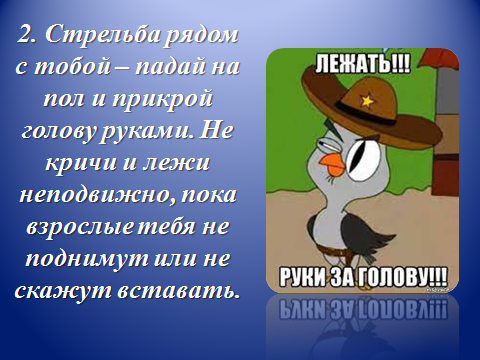 2. Стрельба рядом
с тобой – падай на
пол и прикрой
голову руками. Не
кричи и лежи
неподвижно, пока
взрослые тебя не
поднимут или не
скажут вставать.
ЛЕЖАТЬ!!!
РУКИ ЗА ГОЛОВУ!!!